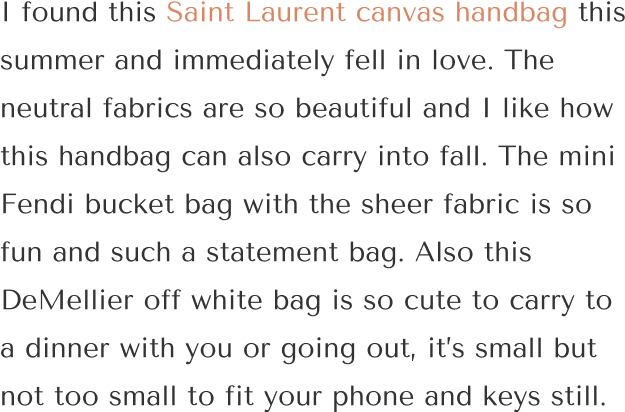 I found this Saint Laurent canvas handbag this
summer and immediately fell in love. The
neutral fabrics are so beautiful and I like how
this handbag can also carry into fall. The mini
Fendi bucket bag with the sheer fabric is so
fun and such a statement bag. Also this
DeMellier off white bag is so cute to carry to
a dinner with you or going out, it’s small but
not too small to fit your phone and keys still.